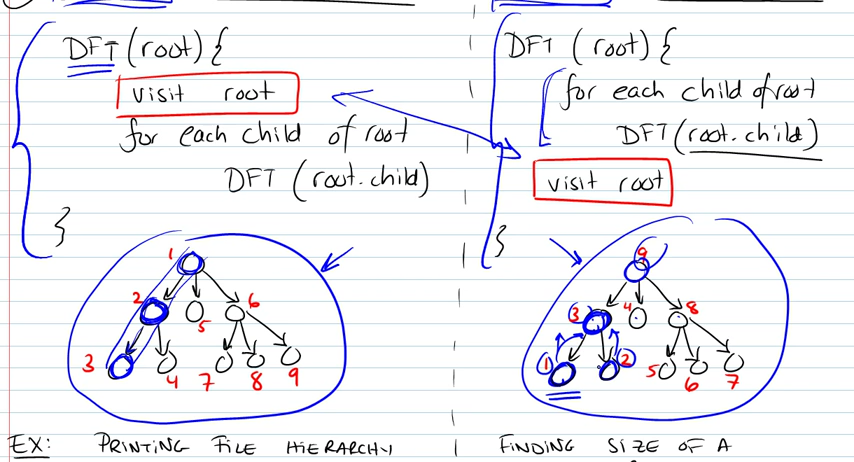 DFT (root) {
visit root
for each child of root
DFT (root.child)
}
1
2
5
6
3
4
7
8
9
EX: PRINTING FILE HIERARCHY
DFT (root) {
for each child of root
DFT (root.child)
visit root
}
9
3
4
8
1
2
5
6
7
FINDING SIZE OF A